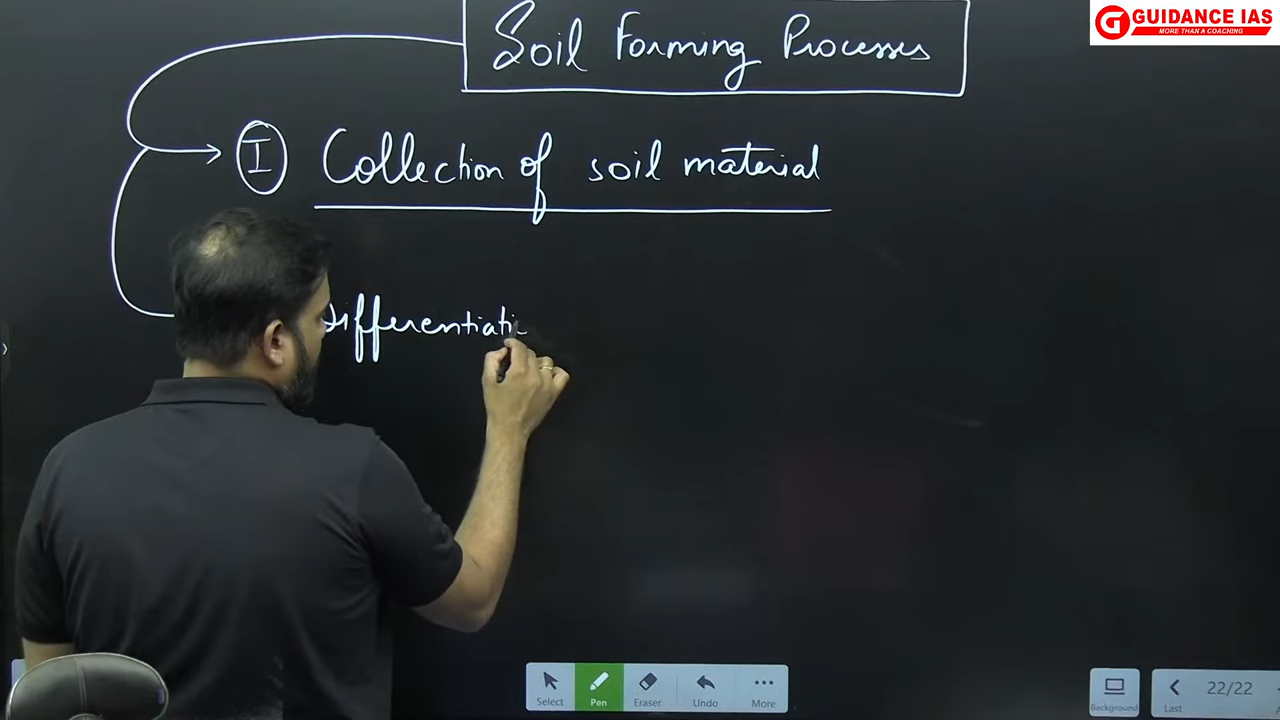 GUIDANCE IAS
MORE THAN A COACHING
Soil Forming Processes
I Collection of soil material
Differentiati
Select
Pen
Eraser
Undo
More
Background
Last
22/22